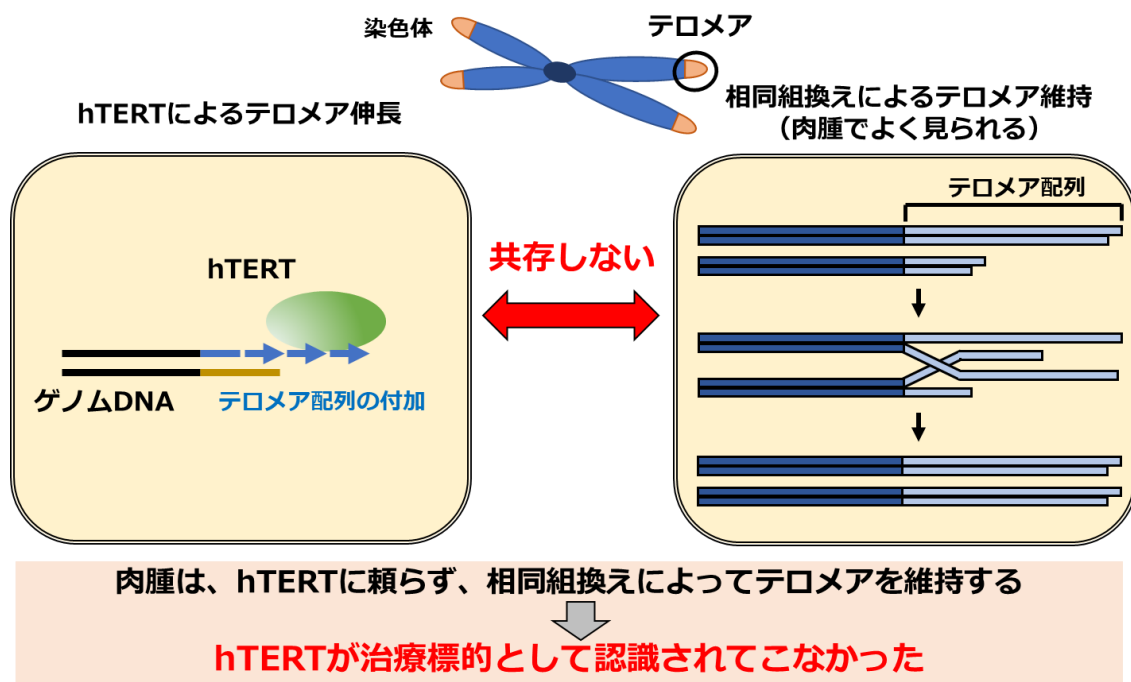 染色体
テロメア
hTERTによるテロメア伸長
相同組換えによるテロメア維持
（肉腫でよく見られる）
hTERT
ゲノムDNA
テロメア配列の付加
共存しない
テロメア配列
肉腫は、hTERTに頼らず、相同組換えによってテロメアを維持する
hTERTが治療標的として認識されてこなかった